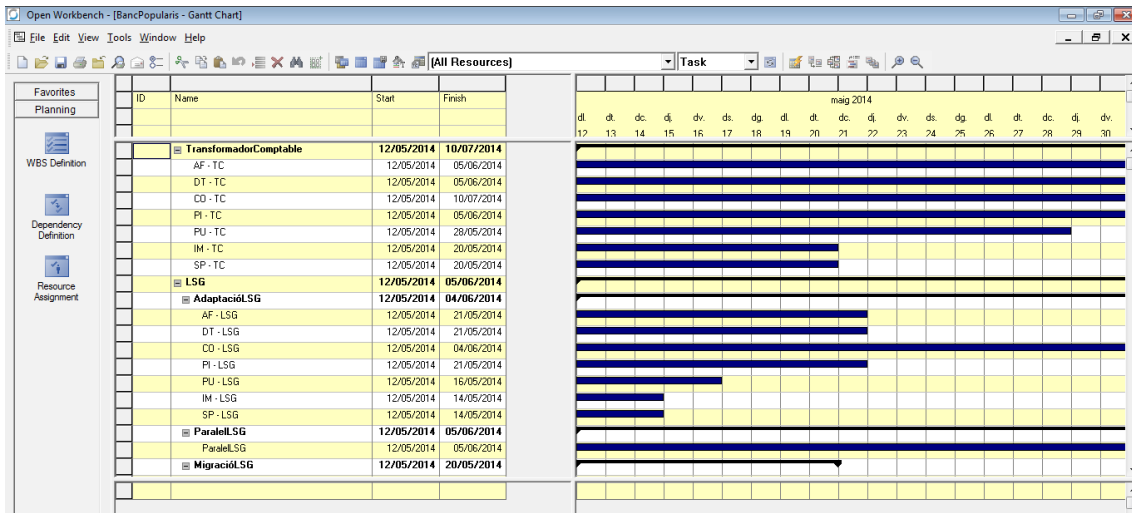 Open Workbench - [BancPopularis - Gantt Chart]
File Edit View Tools Window Help
(All Resources) Task
Favorites
Planning
WBS Definition
Dependency Definition
Resource Assignment
ID Name Start Finish
maig 2014
dl. dt. dc. dj. dv. ds. dg. dl. dt. dc. dj. dv. ds. dg. dl. dt. dc. dj. dv.
12 13 14 15 16 17 18 19 20 21 22 23 24 25 26 27 28 29 30
TransformadorComptable 12/05/2014 10/07/2014
AF - TC 12/05/2014 05/06/2014
DT - TC 12/05/2014 05/06/2014
CO - TC 12/05/2014 10/07/2014
PI - TC 12/05/2014 05/06/2014
PU - TC 12/05/2014 28/05/2014
IM - TC 12/05/2014 20/05/2014
SP - TC 12/05/2014 20/05/2014
LSG 12/05/2014 05/06/2014
AdaptacióLSG 12/05/2014 04/06/2014
AF - LSG 12/05/2014 21/05/2014
DT - LSG 12/05/2014 21/05/2014
CO - LSG 12/05/2014 04/06/2014
PI - LSG 12/05/2014 21/05/2014
PU - LSG 12/05/2014 16/05/2014
IM - LSG 12/05/2014 14/05/2014
SP - LSG 12/05/2014 14/05/2014
ParalelLSG 12/05/2014 05/06/2014
ParalelLSG 12/05/2014 05/06/2014
MigracióLSG 12/05/2014 20/05/2014